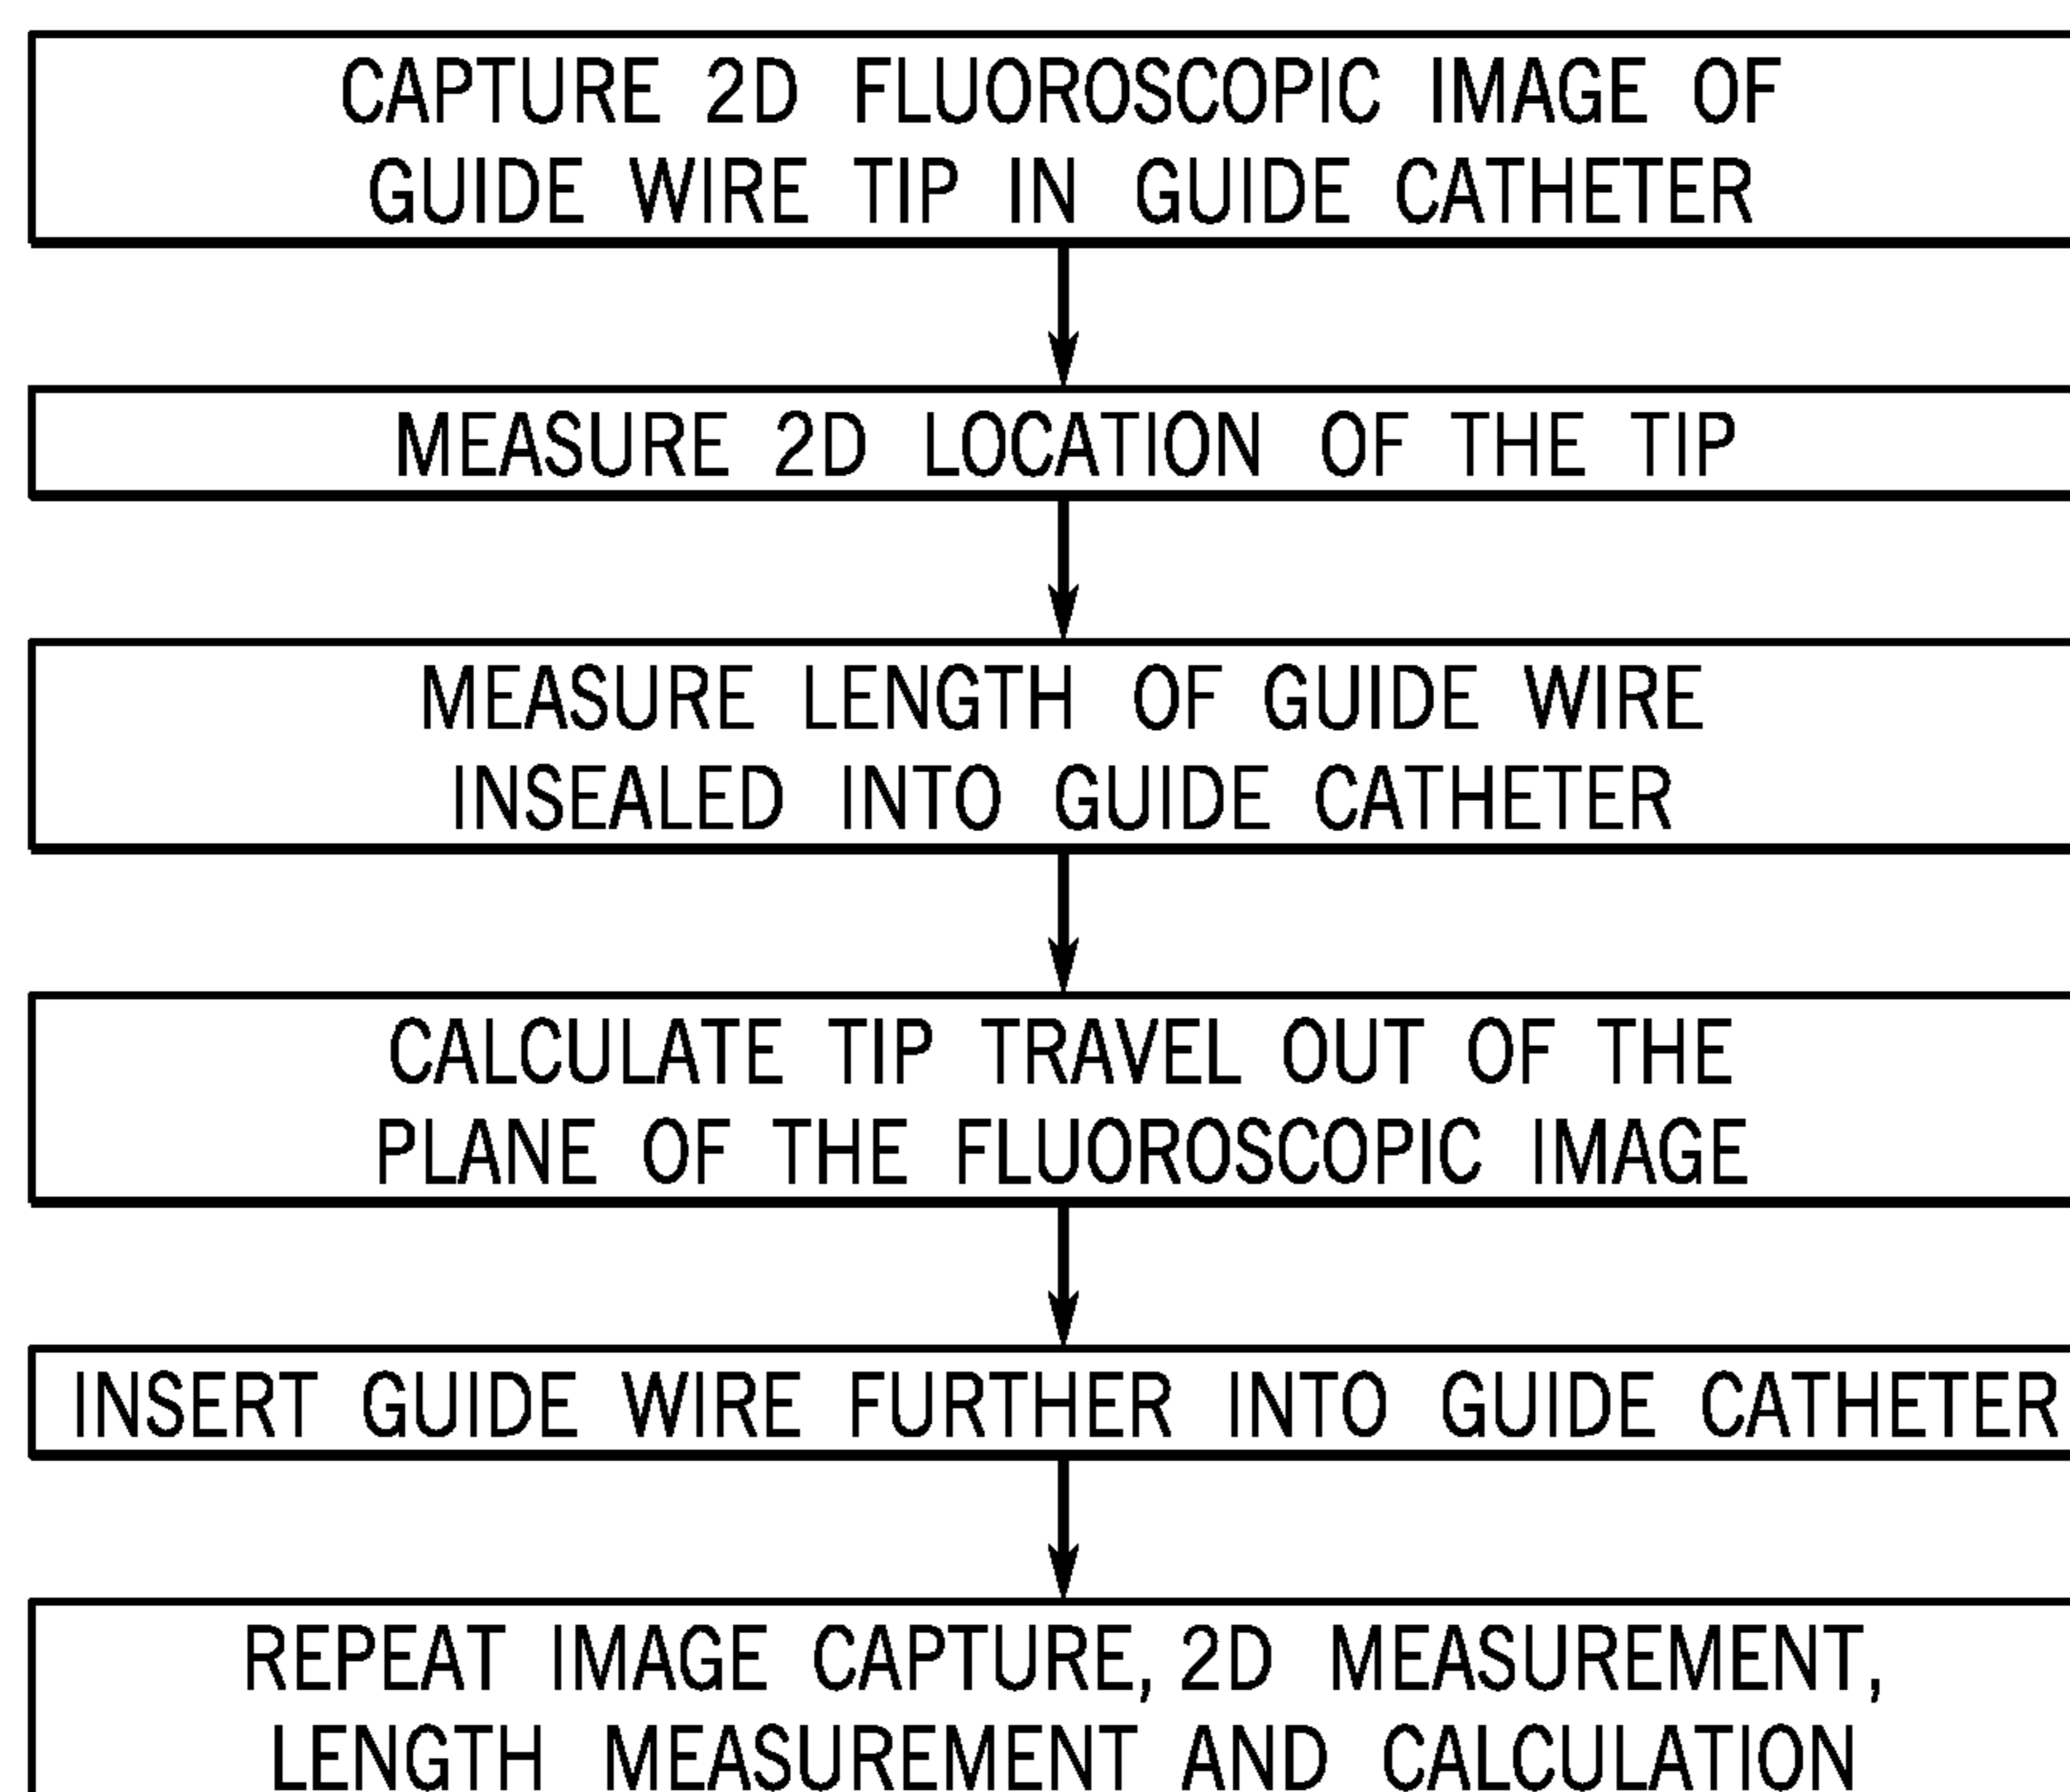 CAPTURE 2D FLUOROSCOPIC IMAGE OF
GUIDE WIRE TIP IN GUIDE CATHETER
MEASURE 2D LOCATION OF THE TIP
MEASURE LENGTH OF GUIDE WIRE
INSEALED INTO GUIDE CATHETER
CALCULATE TIP TRAVEL OUT OF THE
PLANE OF THE FLUOROSCOPIC IMAGE
INSERT GUIDE WIRE FURTHER INTO GUIDE CATHETER
REPEAT IMAGE CAPTURE, 2D MEASUREMENT,
LENGTH MEASUREMENT AND CALCULATION